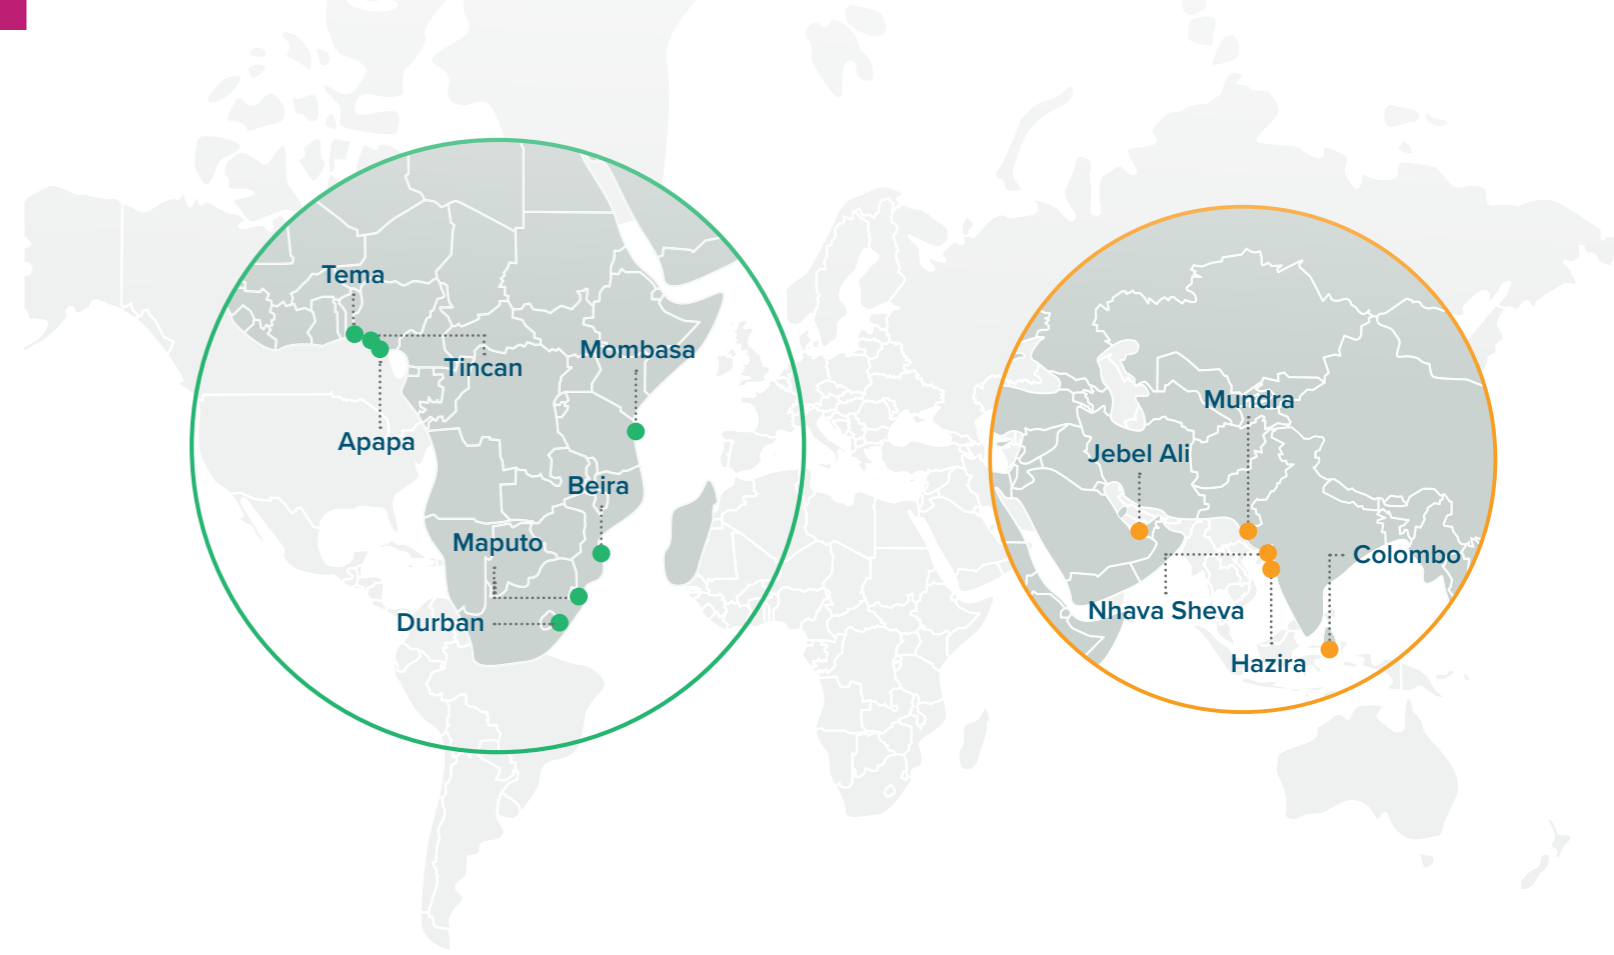 Tema
Tincan
Mombasa
Apapa
Beira
Maputo
Durban
Mundra
Jebel Ali
Colombo
Nhava Sheva
Hazira